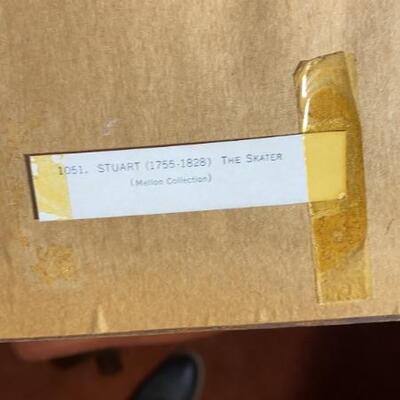 1051. STUART (1755-1828) THE SKATER
(Mellon Collection)